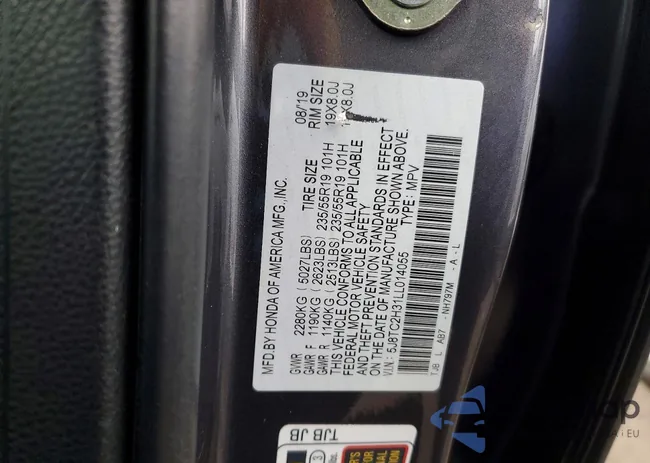 MFD.BY HONDA OF AMERICA MFG.,INC. 08/'19
TIRE SIZE RIM SIZE
GVWR 2280KG ( 5027LBS)
GAWR F 1190KG ( 2623LBS) 235/55R19 101H 19X8.0J
GAWR R 1140KG ( 2513LBS) 235/55R19 101H X8.0J
THIS VEHICLE CONFORMS TO ALL APPLICABLE
FEDERAL MOTOR VEHICLE SAFETY
AND THEFT PREVENTION STANDARDS IN EFFECT
ON THE DATE OF MANUFACTURE SHOWN ABOVE.
V.I.N.: 5J8TC2H31LL014055 TYPE: MPV
TJB - L AB7 - NH797M - A - L
TJB JB
EU